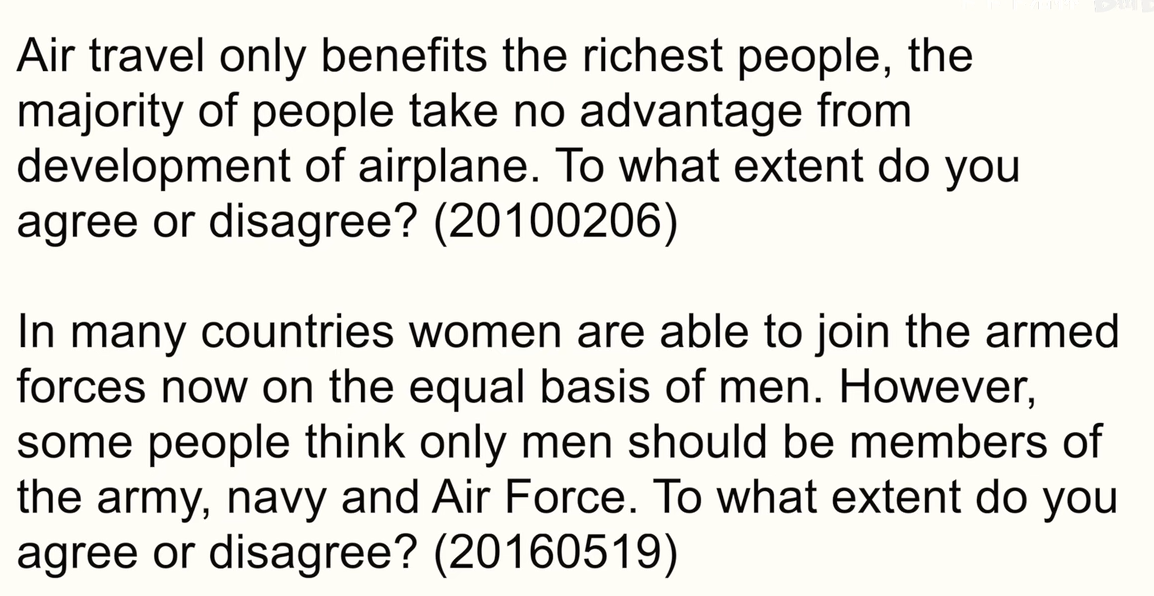 Air travel only benefits the richest people, the
majority of people take no advantage from
development of airplane. To what extent do you
agree or disagree? (20100206)
In many countries women are able to join the armed
forces now on the equal basis of men. However,
some people think only men should be members of
the army, navy and Air Force. To what extent do you
agree or disagree? (20160519)